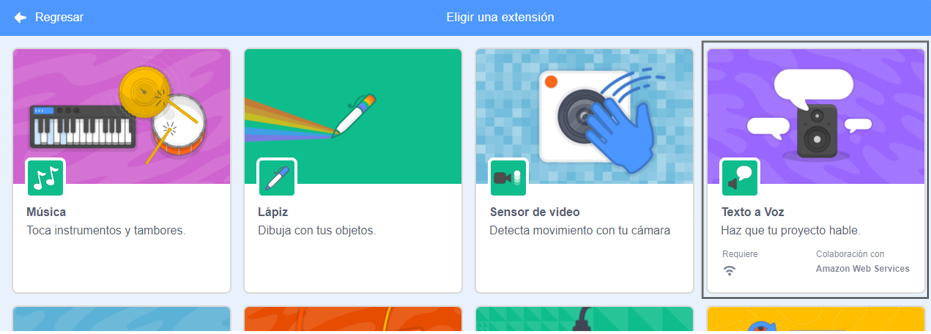 Regresar
Elegir una extensión
Música
Toca instrumentos y tambores.
Lápiz
Dibuja con tus objetos.
Sensor de video
Detecta movimiento con tu cámara
Texto a Voz
Haz que tu proyecto hable.
Requiere
Colaboración con
Amazon Web Services